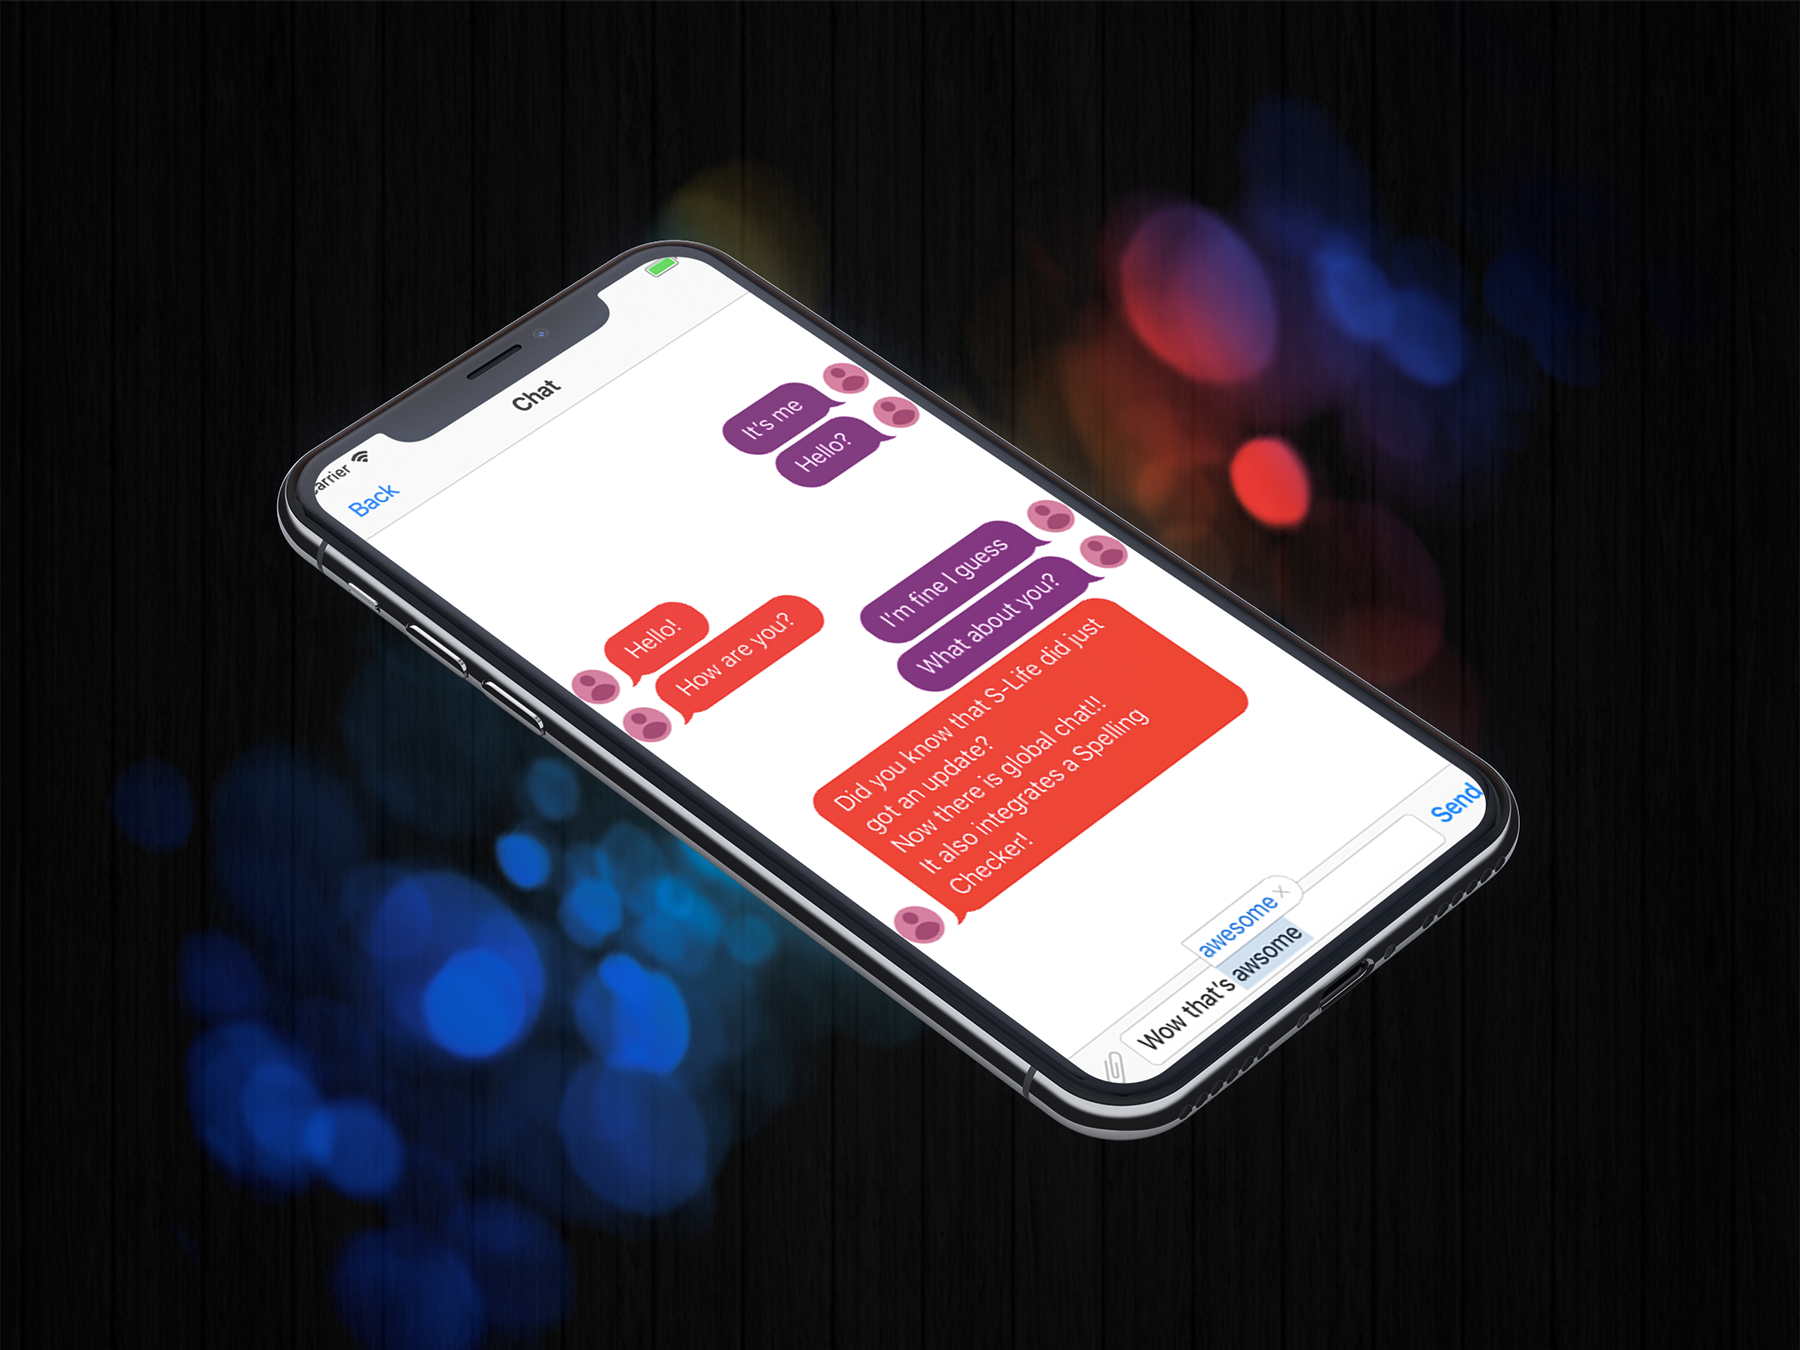 arrier
Back
Chat
It's me
Hello?
Hello!
How are you?
I'm fine I guess
What about you?
Did you know that S-Life did just
got an update?
Now there is global chat!!
It also integrates a Spelling
Checker!
awesome ×
Wow that's awsome
Send